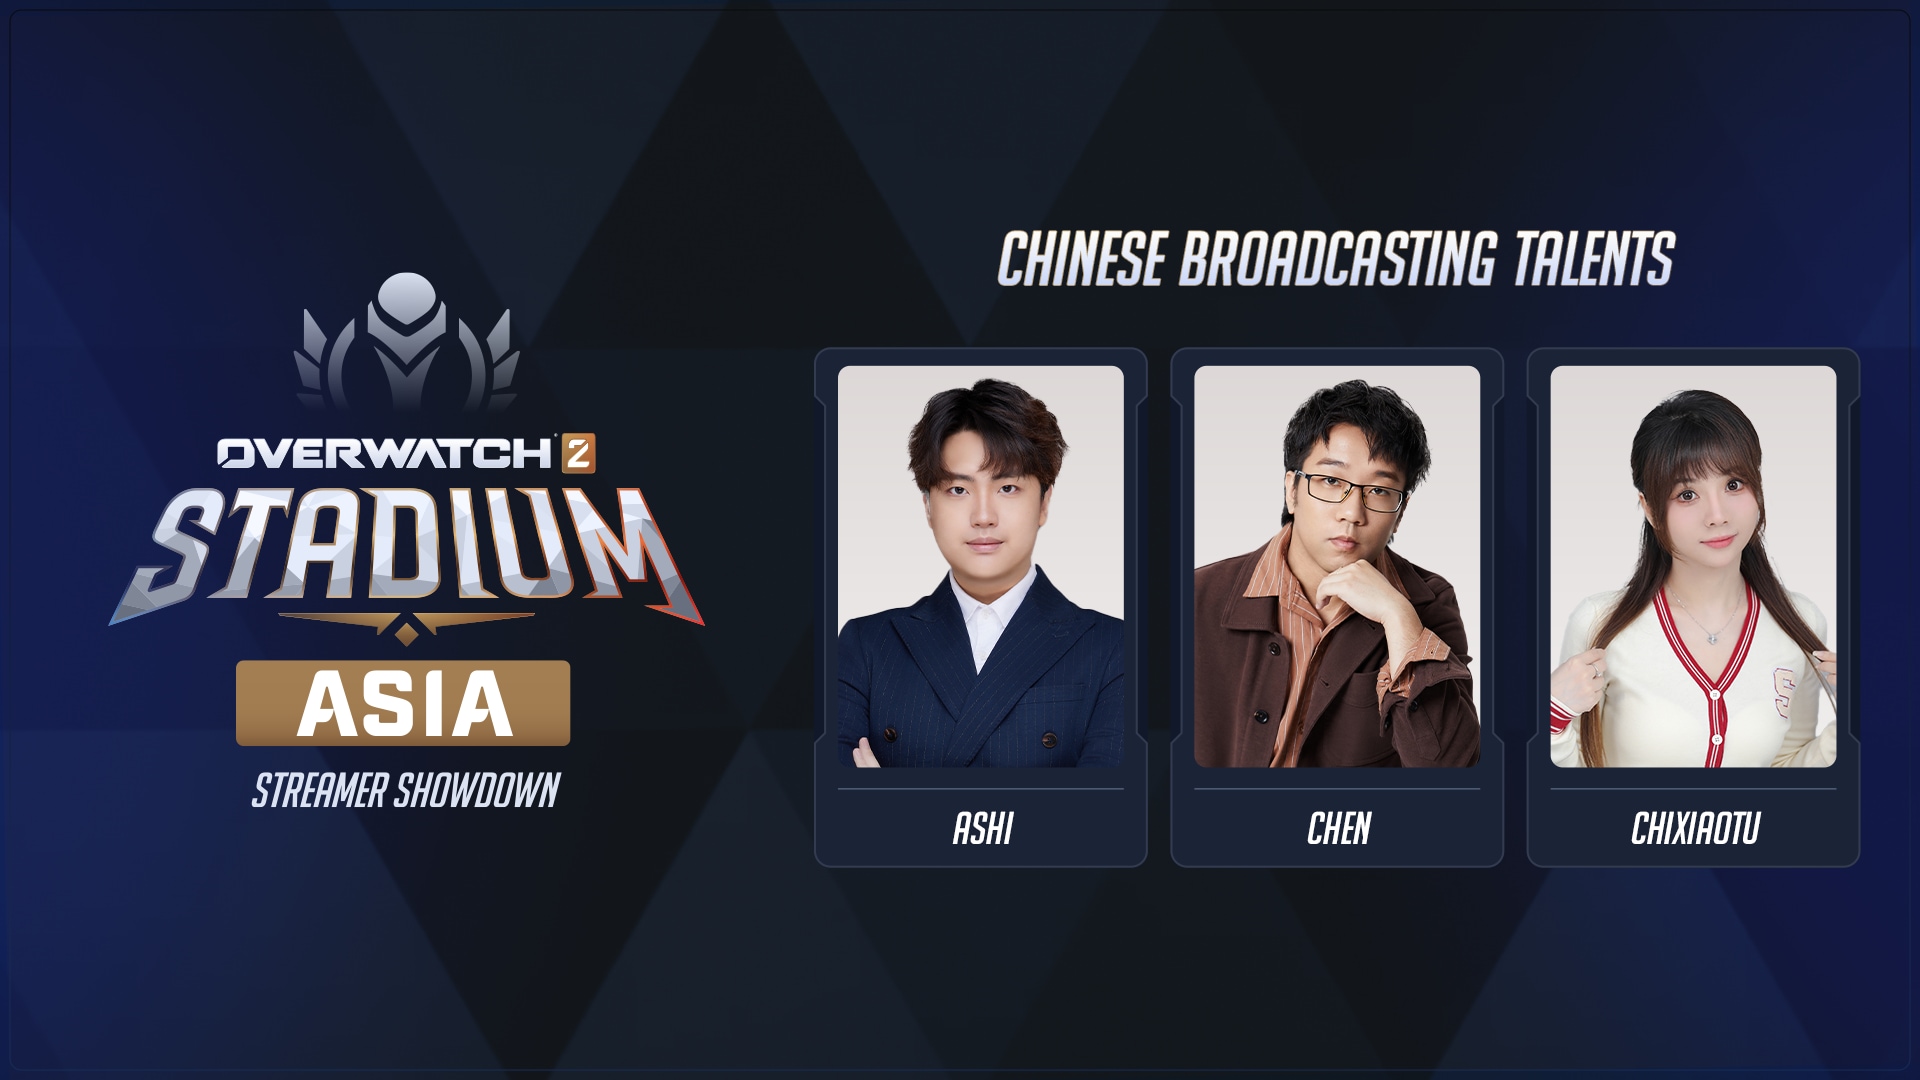 OVERWATCH 2
STADIUM
ASIA
STREAMER SHOWDOWN
CHINESE BROADCASTING TALENTS
ASHI
CHEN
CHIXIAOTU
S